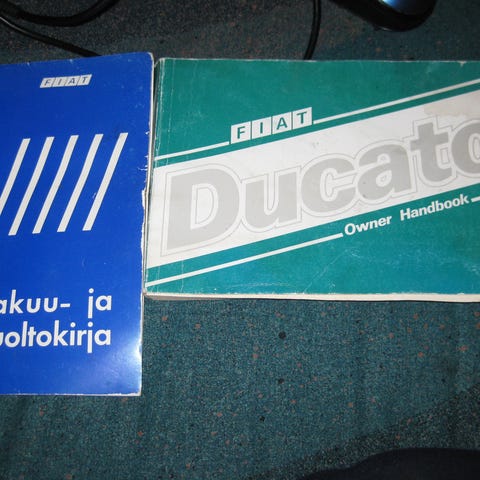 FIAT
akuu- ja
uoltokirja
FIAT
Ducato
Owner Handbook